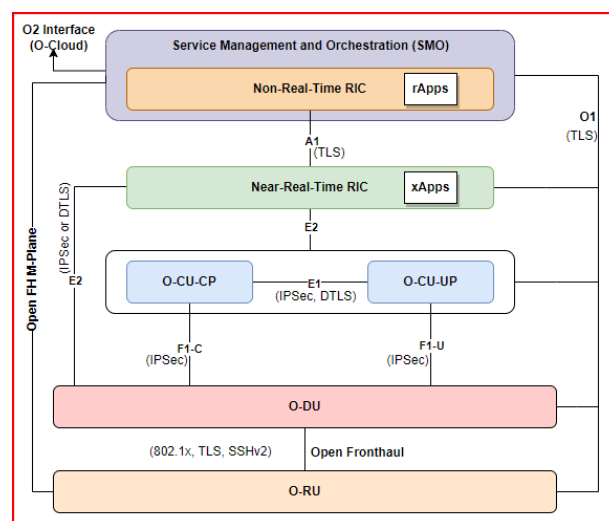 O2 Interface
(O-Cloud)
Service Management and Orchestration (SMO)
Non-Real-Time RIC
rApps
O1
(TLS)
A1
(TLS)
Near-Real-Time RIC
xApps
E2
(IPSec or DTLS)
E2
Open FH M-Plane
O-CU-CP
E1
(IPSec, DTLS)
O-CU-UP
F1-C
(IPSec)
F1-U
(IPSec)
O-DU
(802.1x, TLS, SSHv2)
Open Fronthaul
O-RU